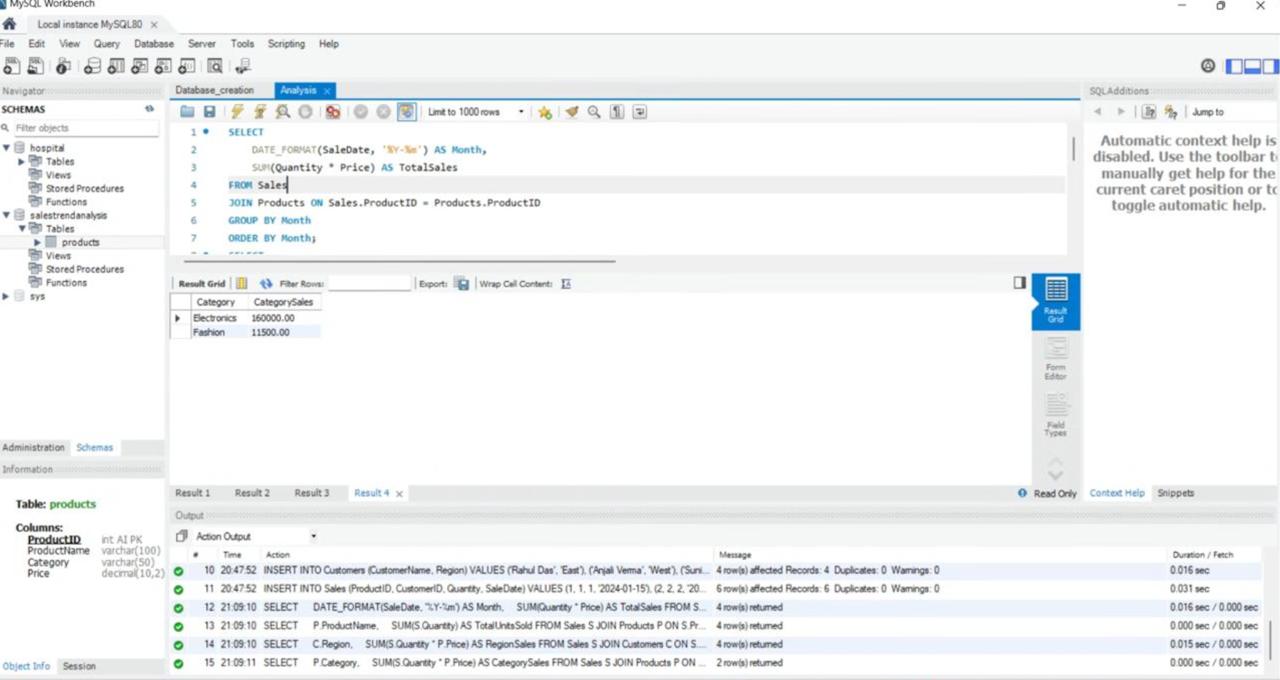 MySQL Workbench
Local instance MySQL80
File Edit View Query Database Server Tools Scripting Help
Navigator
SCHEMAS
Filter objects
hospital
Tables
Views
Stored Procedures
Functions
salestrendanalysis
Tables
products
Views
Stored Procedures
Functions
sys
Administration Schemas
Information
Table: products
Columns:
ProductID int AI PK
ProductName varchar(100)
Category varchar(50)
Price decimal(10,2)
Object Info Session
Database_creation Analysis
Limit to 1000 rows
1 SELECT
2 DATE_FORMAT(SaleDate, '%Y-%m') AS Month,
3 SUM(Quantity * Price) AS TotalSales
4 FROM Sales
5 JOIN Products ON Sales.ProductID = Products.ProductID
6 GROUP BY Month
7 ORDER BY Month;
Result Grid Filter Rows: Export: Wrap Cell Content:
Category CategorySales
Electronics 160000.00
Fashion 11500.00
Result
Grid
Form
Editor
Field
Types
Result 1 Result 2 Result 3 Result 4 Read Only
Output
Action Output
# Time Action Message Duration / Fetch
10 20:47:52 INSERT INTO Customers (CustomerName, Region) VALUES ('Rahul Das', 'East'), ('Anjali Verma', 'West'), ('Suni... 4 row(s) affected Records: 4 Duplicates: 0 Warnings: 0 0.016 sec
11 20:47:52 INSERT INTO Sales (ProductID, CustomerID, Quantity, SaleDate) VALUES (1, 1, 1, '2024-01-15'), (2, 2, 2, '20... 6 row(s) affected Records: 6 Duplicates: 0 Warnings: 0 0.031 sec
12 21:09:10 SELECT DATE_FORMAT(SaleDate, '%Y-%m') AS Month, SUM(Quantity * Price) AS TotalSales FROM S... 4 row(s) returned 0.016 sec / 0.000 sec
13 21:09:10 SELECT P.ProductName, SUM(S.Quantity) AS TotalUnitsSold FROM Sales S JOIN Products P ON S.Pr... 4 row(s) returned 0.000 sec / 0.000 sec
14 21:09:10 SELECT C.Region, SUM(S.Quantity * P.Price) AS RegionSales FROM Sales S JOIN Customers C ON S... 4 row(s) returned 0.015 sec / 0.000 sec
15 21:09:11 SELECT P.Category, SUM(S.Quantity * P.Price) AS CategorySales FROM Sales S JOIN Products P ON ... 2 row(s) returned 0.000 sec / 0.000 sec
SQLAdditions
Jump to
Automatic context help is
disabled. Use the toolbar t
manually get help for the
current caret position or to
toggle automatic help.
Context Help Snippets